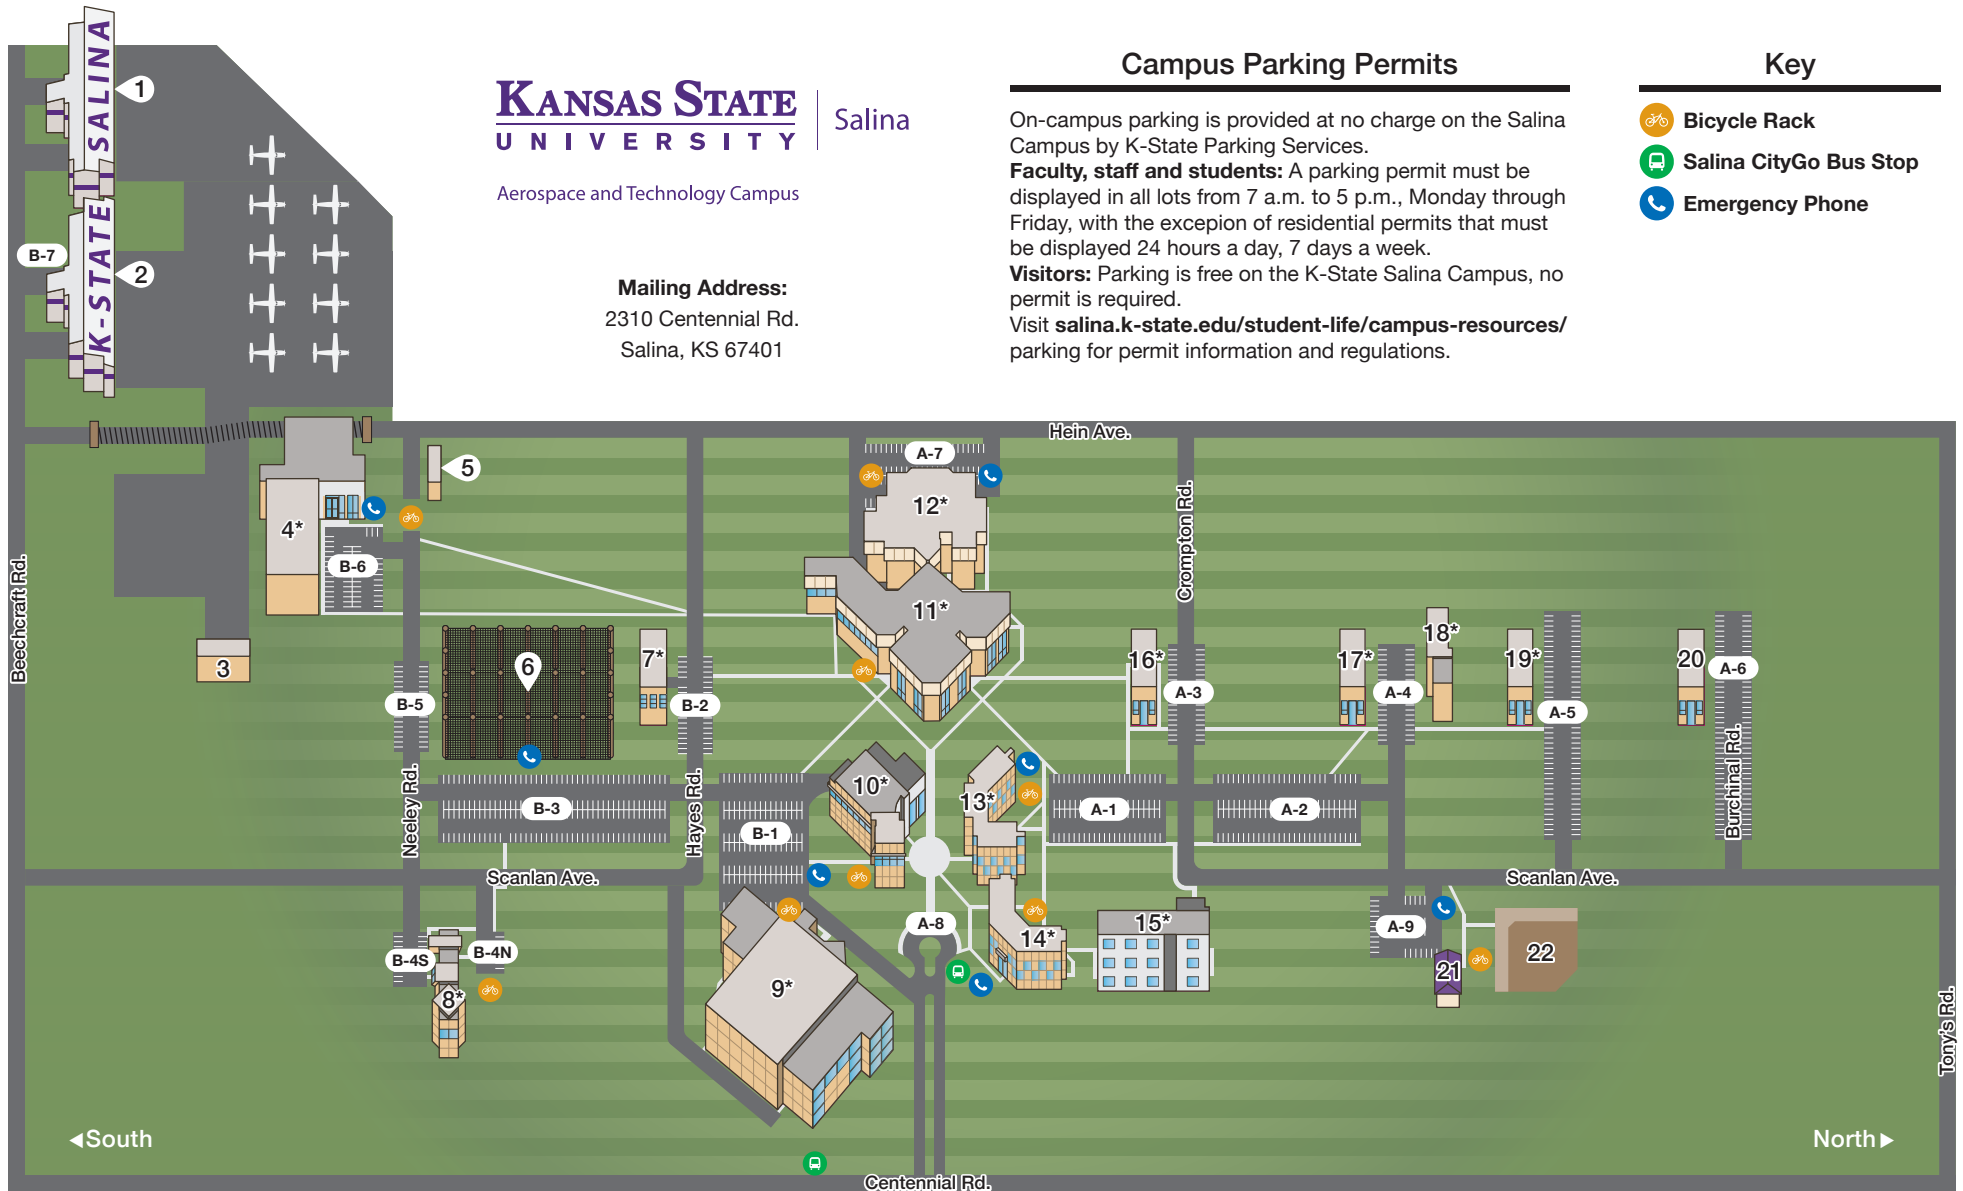 KANSAS STATE
UNIVERSITY
Salina
Aerospace and Technology Campus
Mailing Address:
2310 Centennial Rd.
Salina, KS 67401
Campus Parking Permits
On-campus parking is provided at no charge on the Salina
Campus by K-State Parking Services.
Faculty, staff and students: A parking permit must be
displayed in all lots from 7 a.m. to 5 p.m., Monday through
Friday, with the excepion of residential permits that must
be displayed 24 hours a day, 7 days a week.
Visitors: Parking is free on the K-State Salina Campus, no
permit is required.
Visit salina.k-state.edu/student-life/campus-resources/
parking for permit information and regulations.
Key
Bicycle Rack
Salina CityGo Bus Stop
Emergency Phone
K-STATE SALINA
1
B-7
2
Hein Ave.
A-7
5
12*
4*
B-6
Crompton Rd.
Beechcraft Rd.
11*
3
6
7*
16*
17*
18*
19*
20
A-6
B-5
B-2
A-3
A-4
A-5
Neeley Rd.
Hayes Rd.
Burchinal Rd.
10*
13*
B-3
B-1
A-1
A-2
Scanlan Ave.
Scanlan Ave.
A-8
15*
A-9
14*
B-4S
B-4N
22
21
8*
9*
Tony's Rd.
South
North
Centennial Rd.